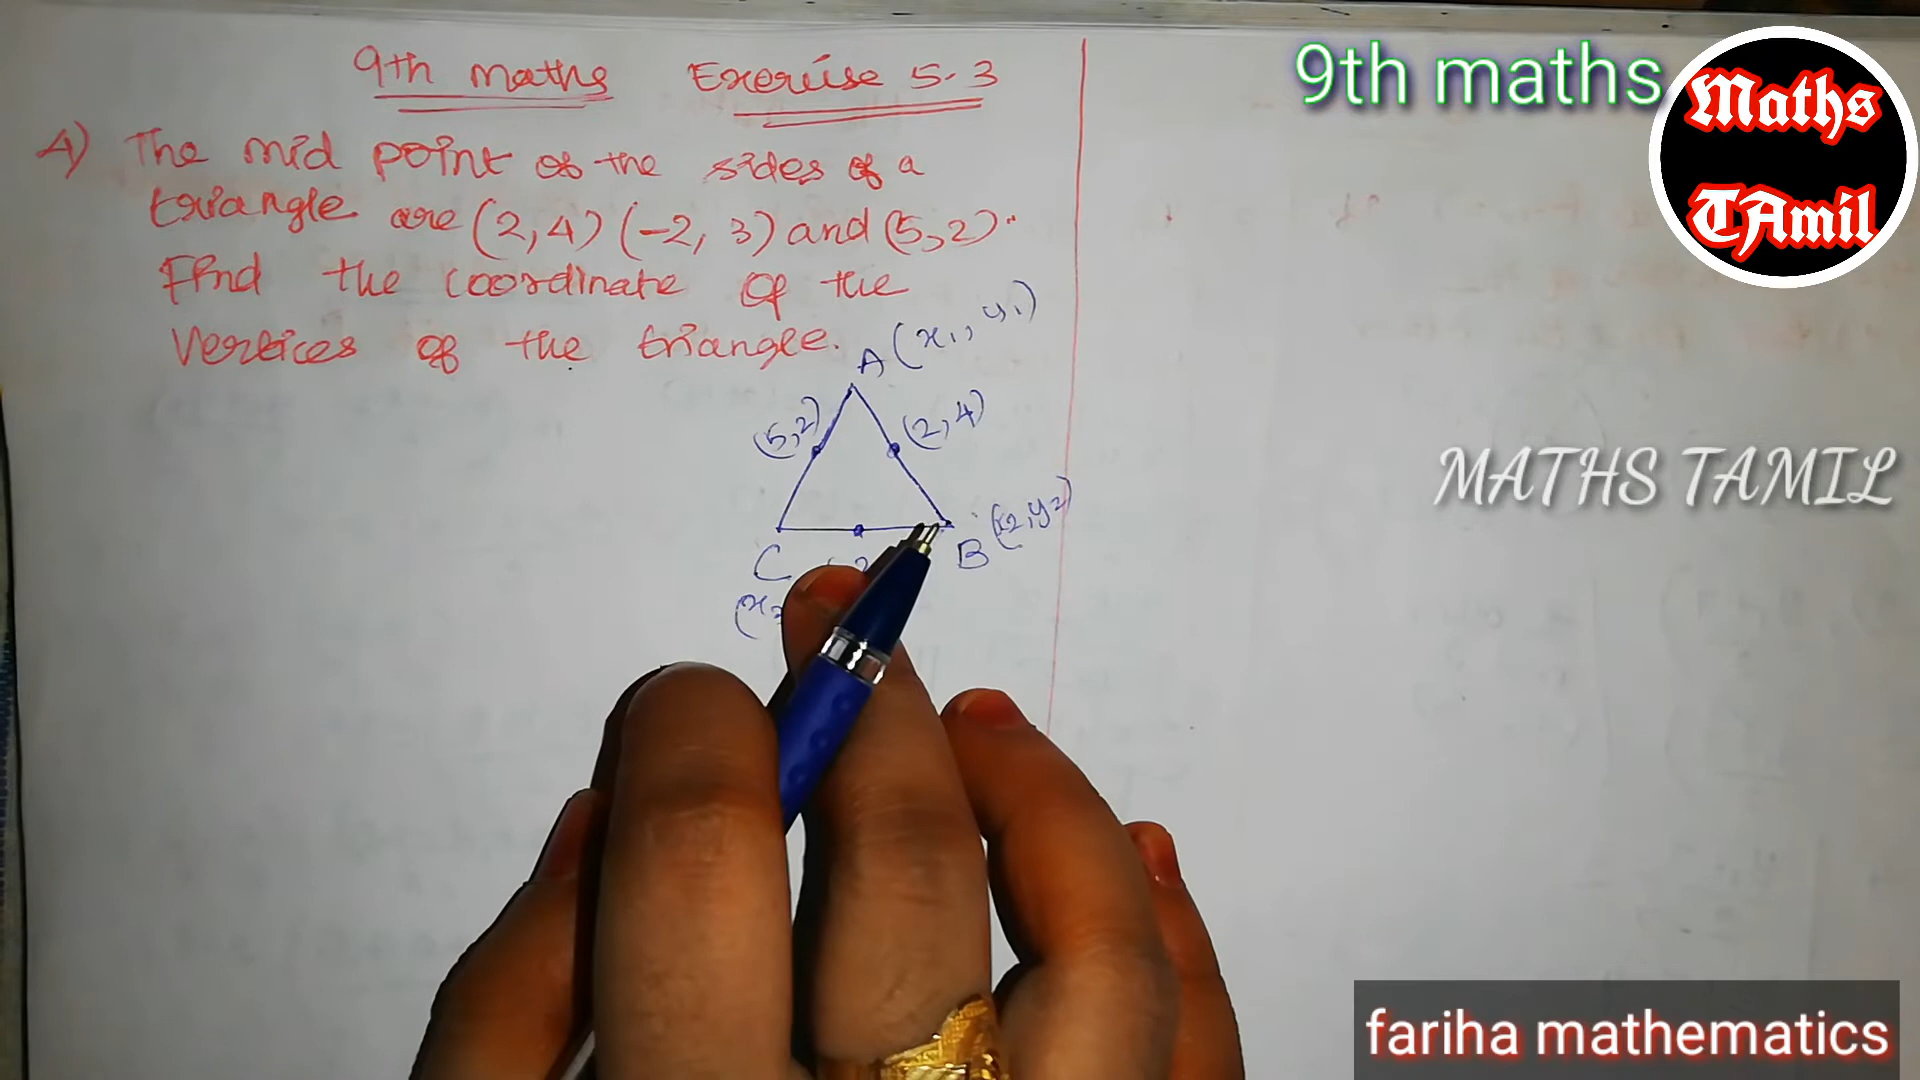 9th maths Exercise 5.3
4) The mid point of the sides of a
triangle are (2,4) (-2, 3) and (5,2).
Find the coordinate of the
Vertices of the triangle.
A (x1, y1)
(5,2)
(2,4)
B (x2,y2)
C
9th maths
Maths
TAmil
MATHS TAMIL
fariha mathematics